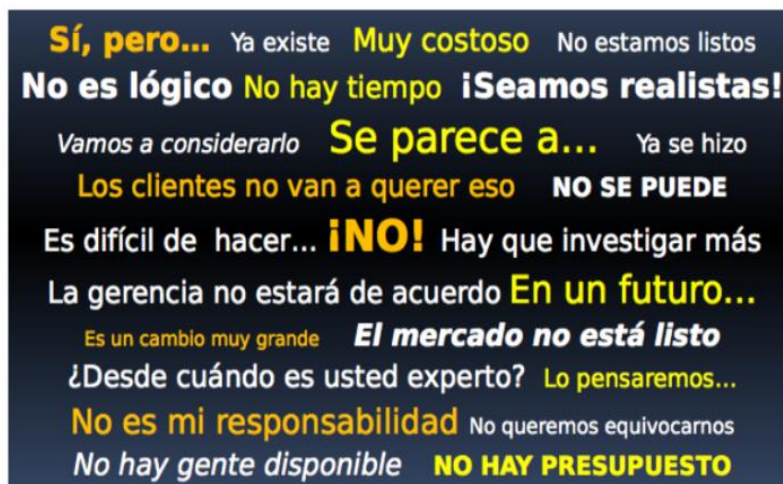 Sí, pero... Ya existe Muy costoso No estamos listos
No es lógico No hay tiempo ¡Seamos realistas!
Vamos a considerarlo Se parece a... Ya se hizo
Los clientes no van a querer eso NO SE PUEDE
Es difícil de hacer... ¡NO! Hay que investigar más
La gerencia no estará de acuerdo En un futuro...
Es un cambio muy grande El mercado no está listo
¿Desde cuándo es usted experto? Lo pensaremos...
No es mi responsabilidad No queremos equivocarnos
No hay gente disponible NO HAY PRESUPUESTO